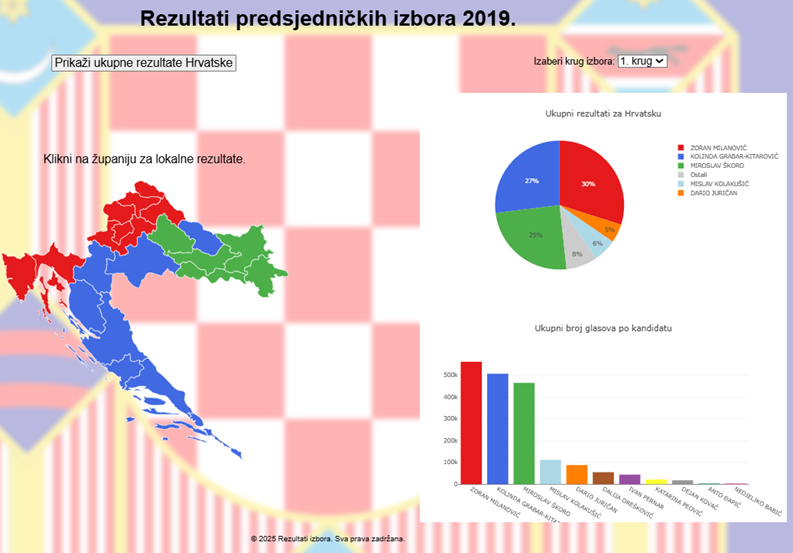 Rezultati predsjedničkih izbora 2019.
Prikaži ukupne rezultate Hrvatske
Izaberi krug izbora: 1. krug
Klikni na županiju za lokalne rezultate.
Ukupni rezultati za Hrvatsku
30%
27%
25%
8%
6%
5%
ZORAN MILANOVIĆ
KOLINDA GRABAR-KITAROVIĆ
MIROSLAV ŠKORO
Ostali
MISLAV KOLAKUŠIĆ
DARIO JURIČAN
Ukupni broj glasova po kandidatu
500k
400k
300k
200k
100k
0
ZORAN MILANOVIĆ
KOLINDA GRABAR-KITA
MIROSLAV ŠKORO
MISLAV KOLAKUŠIĆ
DARIO JURIČAN
DALIJA OREŠKOVIĆ
IVAN PERNAR
KATARINA PEOVIĆ
DEJAN KOVAČ
ANTO ĐAPIĆ
NEDJELJKO BABIĆ
© 2025 Rezultati izbora. Sva prava zadržana.